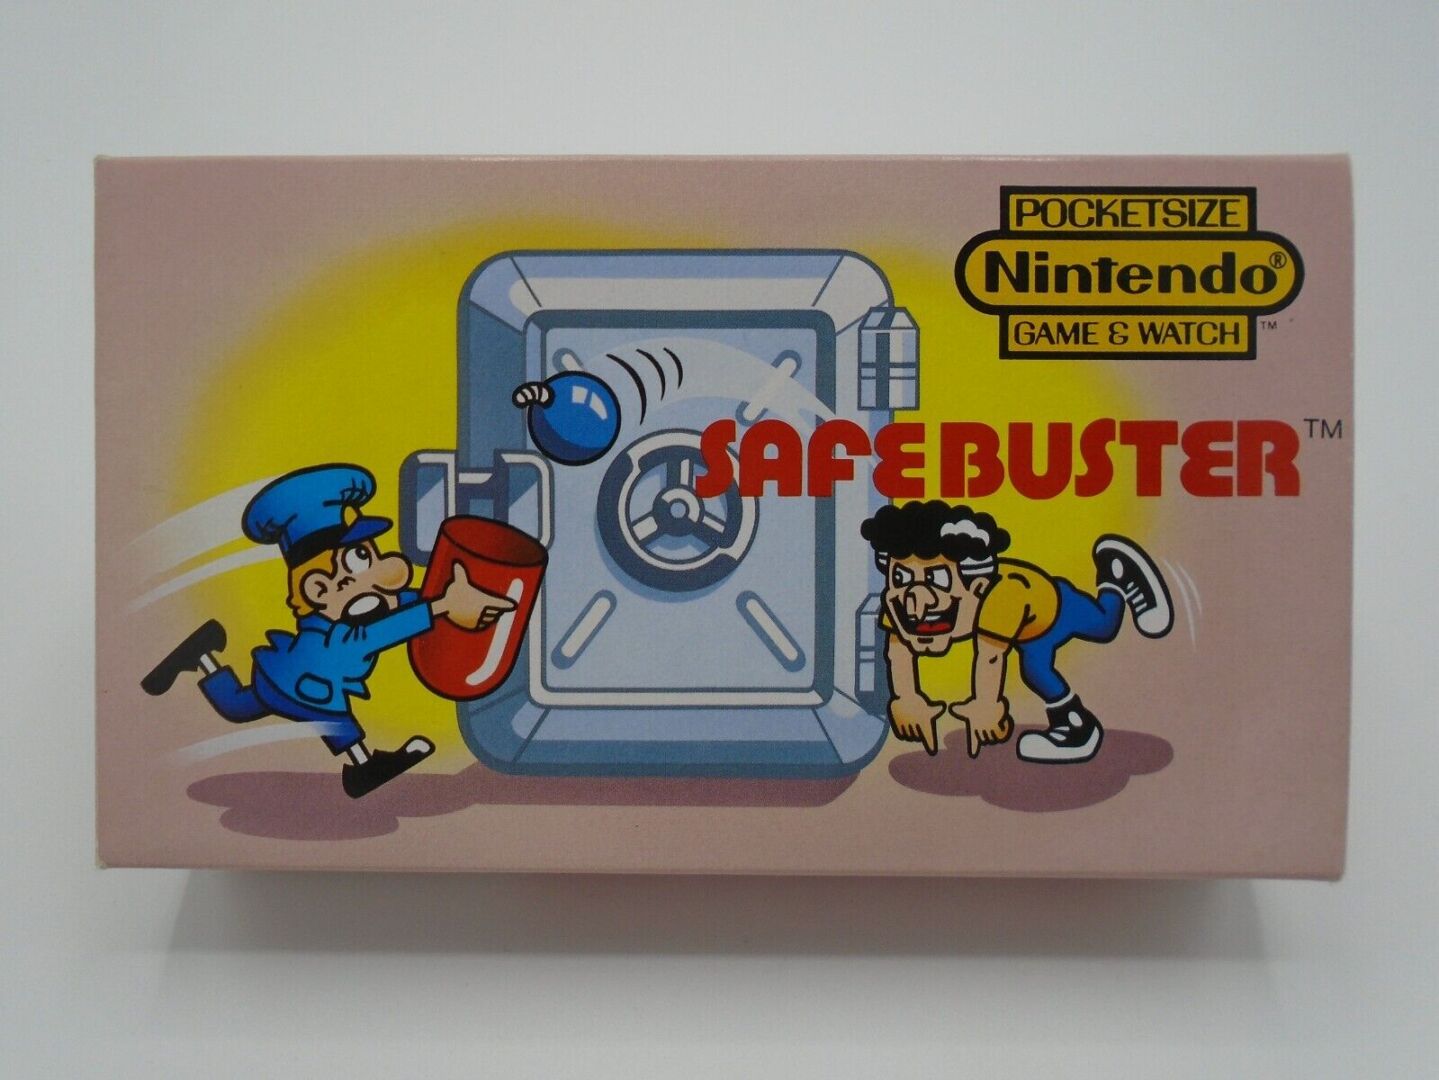 POCKETSIZE
Nintendo®
GAME & WATCH™
SAFEBUSTER™